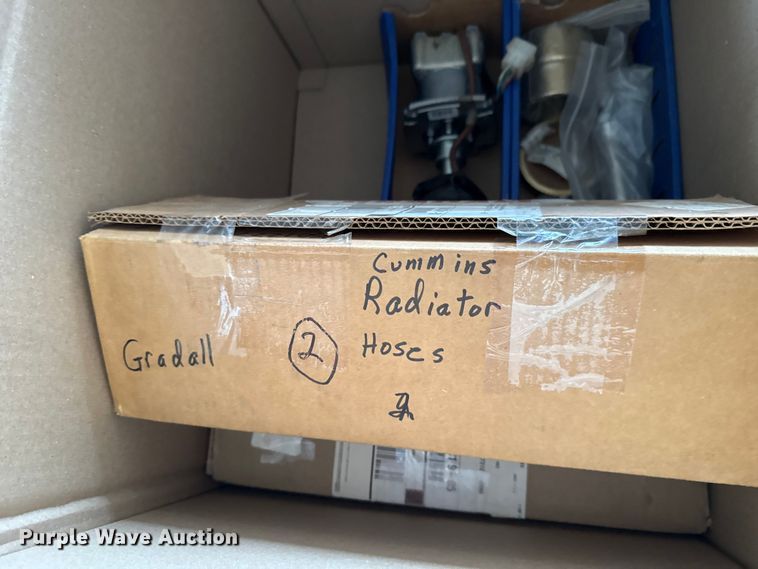 Cummins
Radiator
Gradall 2 Hoses
Purple Wave Auction